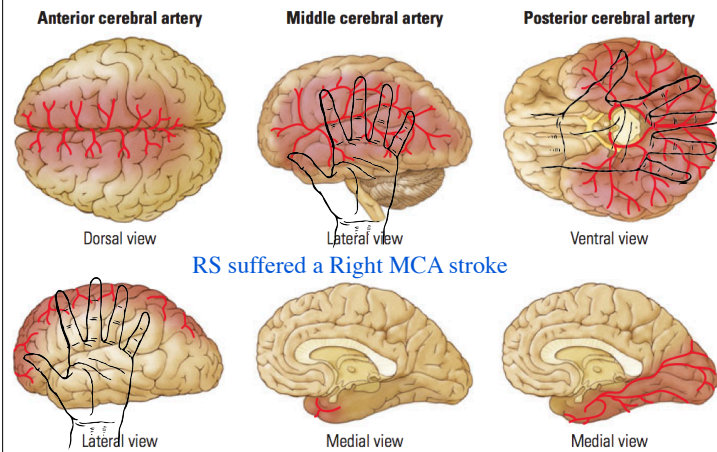 Anterior cerebral artery
Middle cerebral artery
Posterior cerebral artery
Dorsal view
Lateral view
Ventral view
RS suffered a Right MCA stroke
Lateral view
Medial view
Medial view